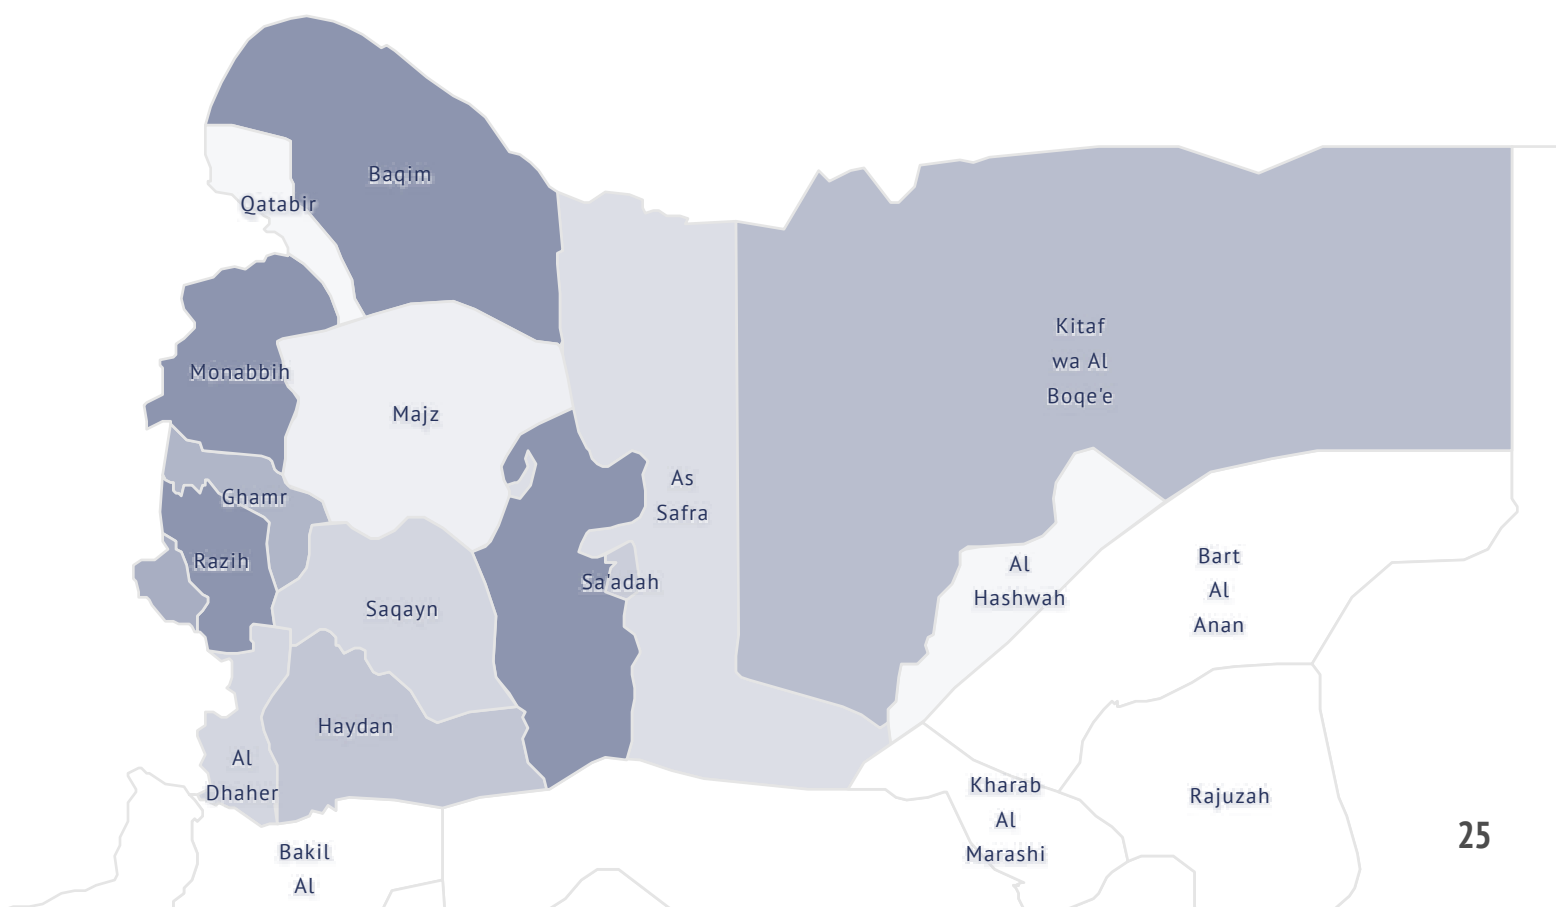 Baqim
Qatabir
Kitaf
wa Al
Boqe'e
Monabbih
Majz
As
Safra
Ghamr
Razih
Sa'adah
Saqayn
Al
Hashwah
Bart
Al
Anan
Haydan
Al
Dhaher
Kharab
Al
Marashi
Rajuzah
25
Bakil
Al